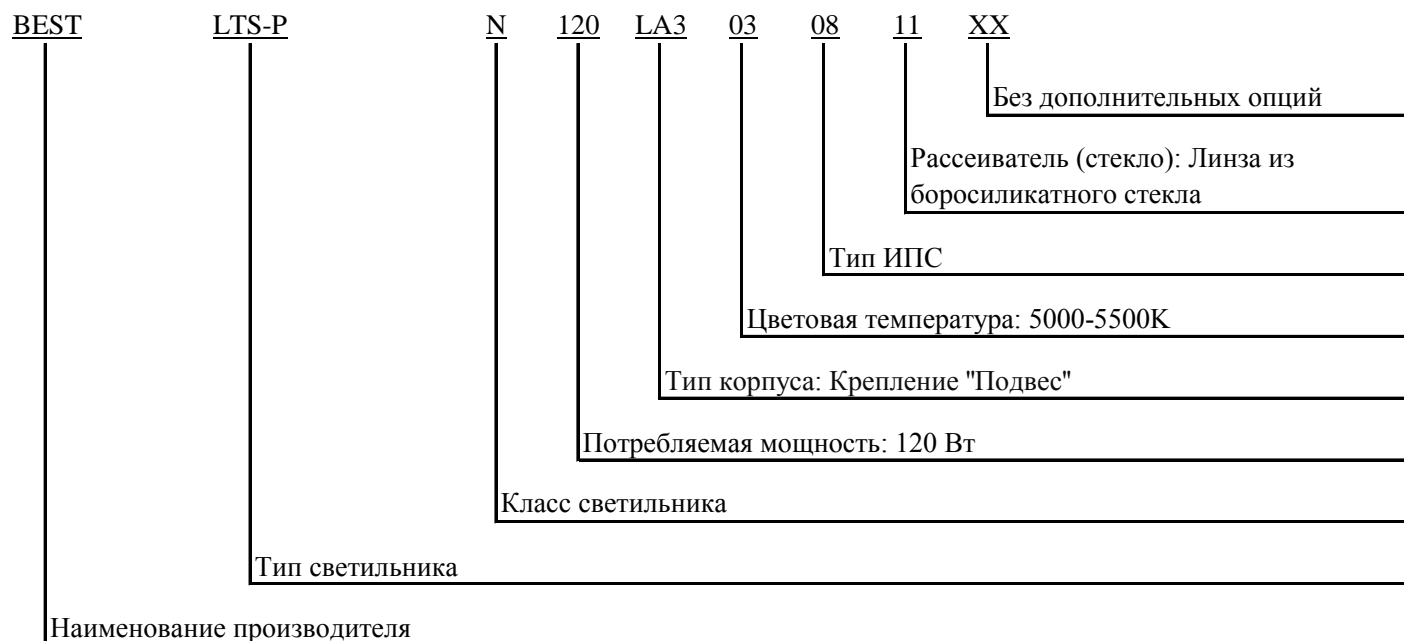 BEST LTS-P N 120 LA3 03 08 11 XX
Без дополнительных опций
Рассеиватель (стекло): Линза из
боросиликатного стекла
Тип ИПС
Цветовая температура: 5000-5500K
Тип корпуса: Крепление "Подвес"
Потребляемая мощность: 120 Вт
Класс светильника
Тип светильника
Наименование производителя